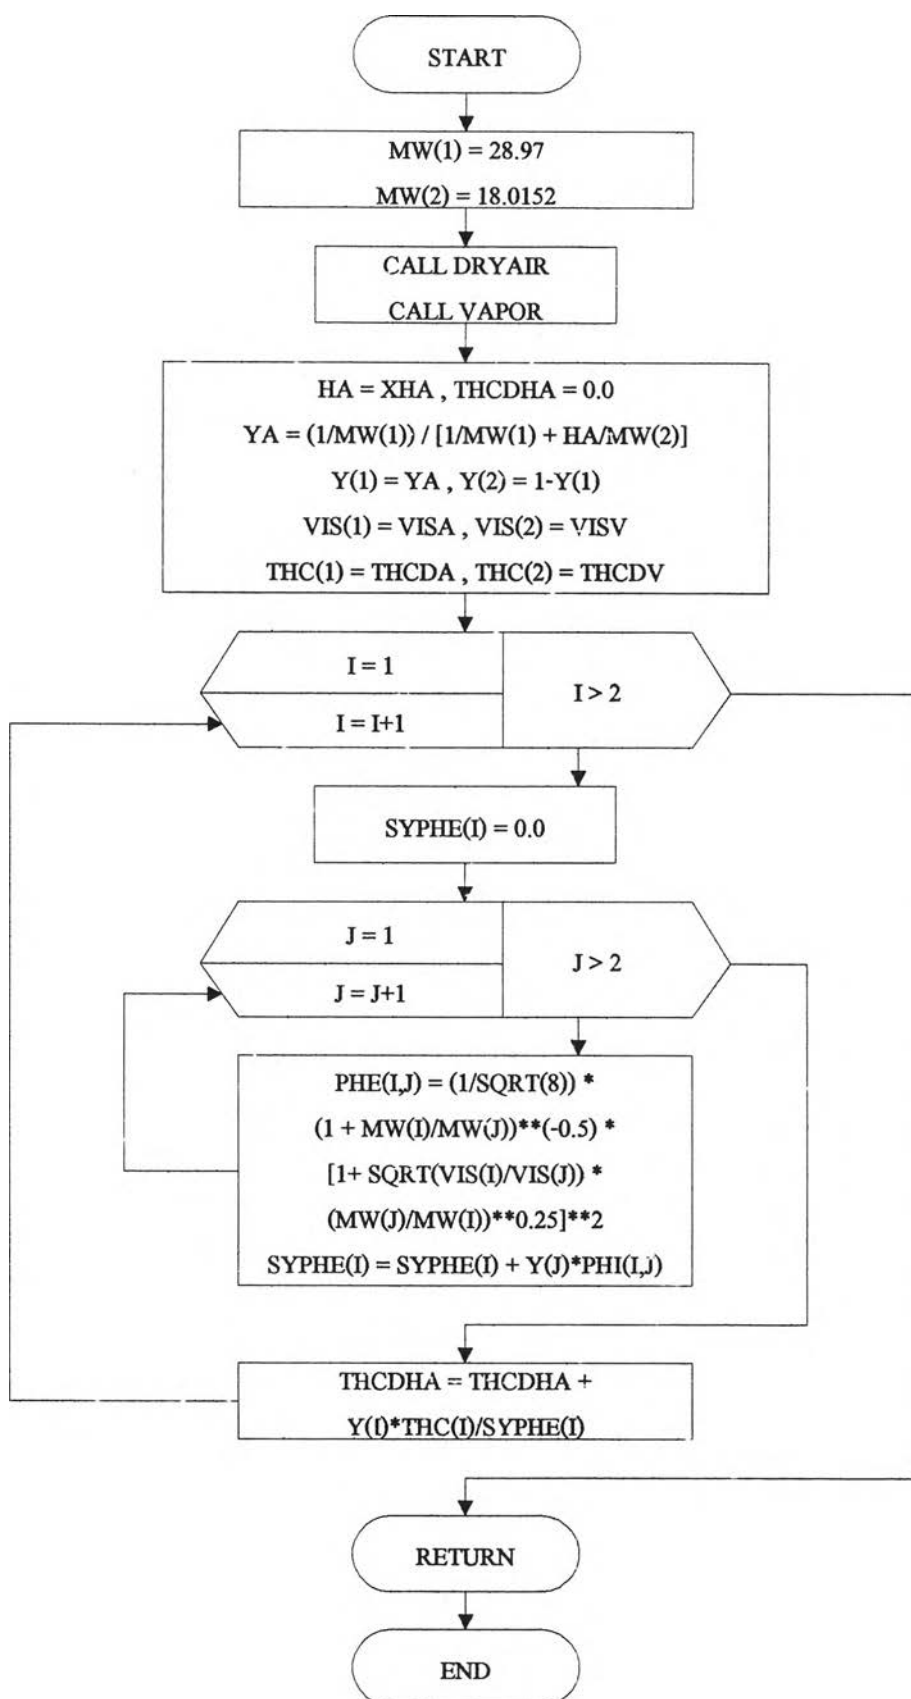 START
MW(1) = 28.97
MW(2) = 18.0152
CALL DRYAIR
CALL VAPOR
HA = XHA , THCDHA = 0.0
YA = (1/MW(1)) / [1/MW(1) + HA/MW(2)]
Y(1) = YA , Y(2) = 1-Y(1)
VIS(1) = VISA , VIS(2) = VISV
THC(1) = THCDA , THC(2) = THCDV
I = 1
I > 2
I = I+1
SYPHE(I) = 0.0
J = 1
J > 2
J = J+1
PHE(I,J) = (1/SQRT(8)) *
(1 + MW(I)/MW(J))**(-0.5) *
[1+ SQRT(VIS(I)/VIS(J)) *
(MW(J)/MW(I))**0.25]**2
SYPHE(I) = SYPHE(I) + Y(J)*PHI(I,J)
THCDHA = THCDHA +
Y(I)*THC(I)/SYPHE(I)
RETURN
END